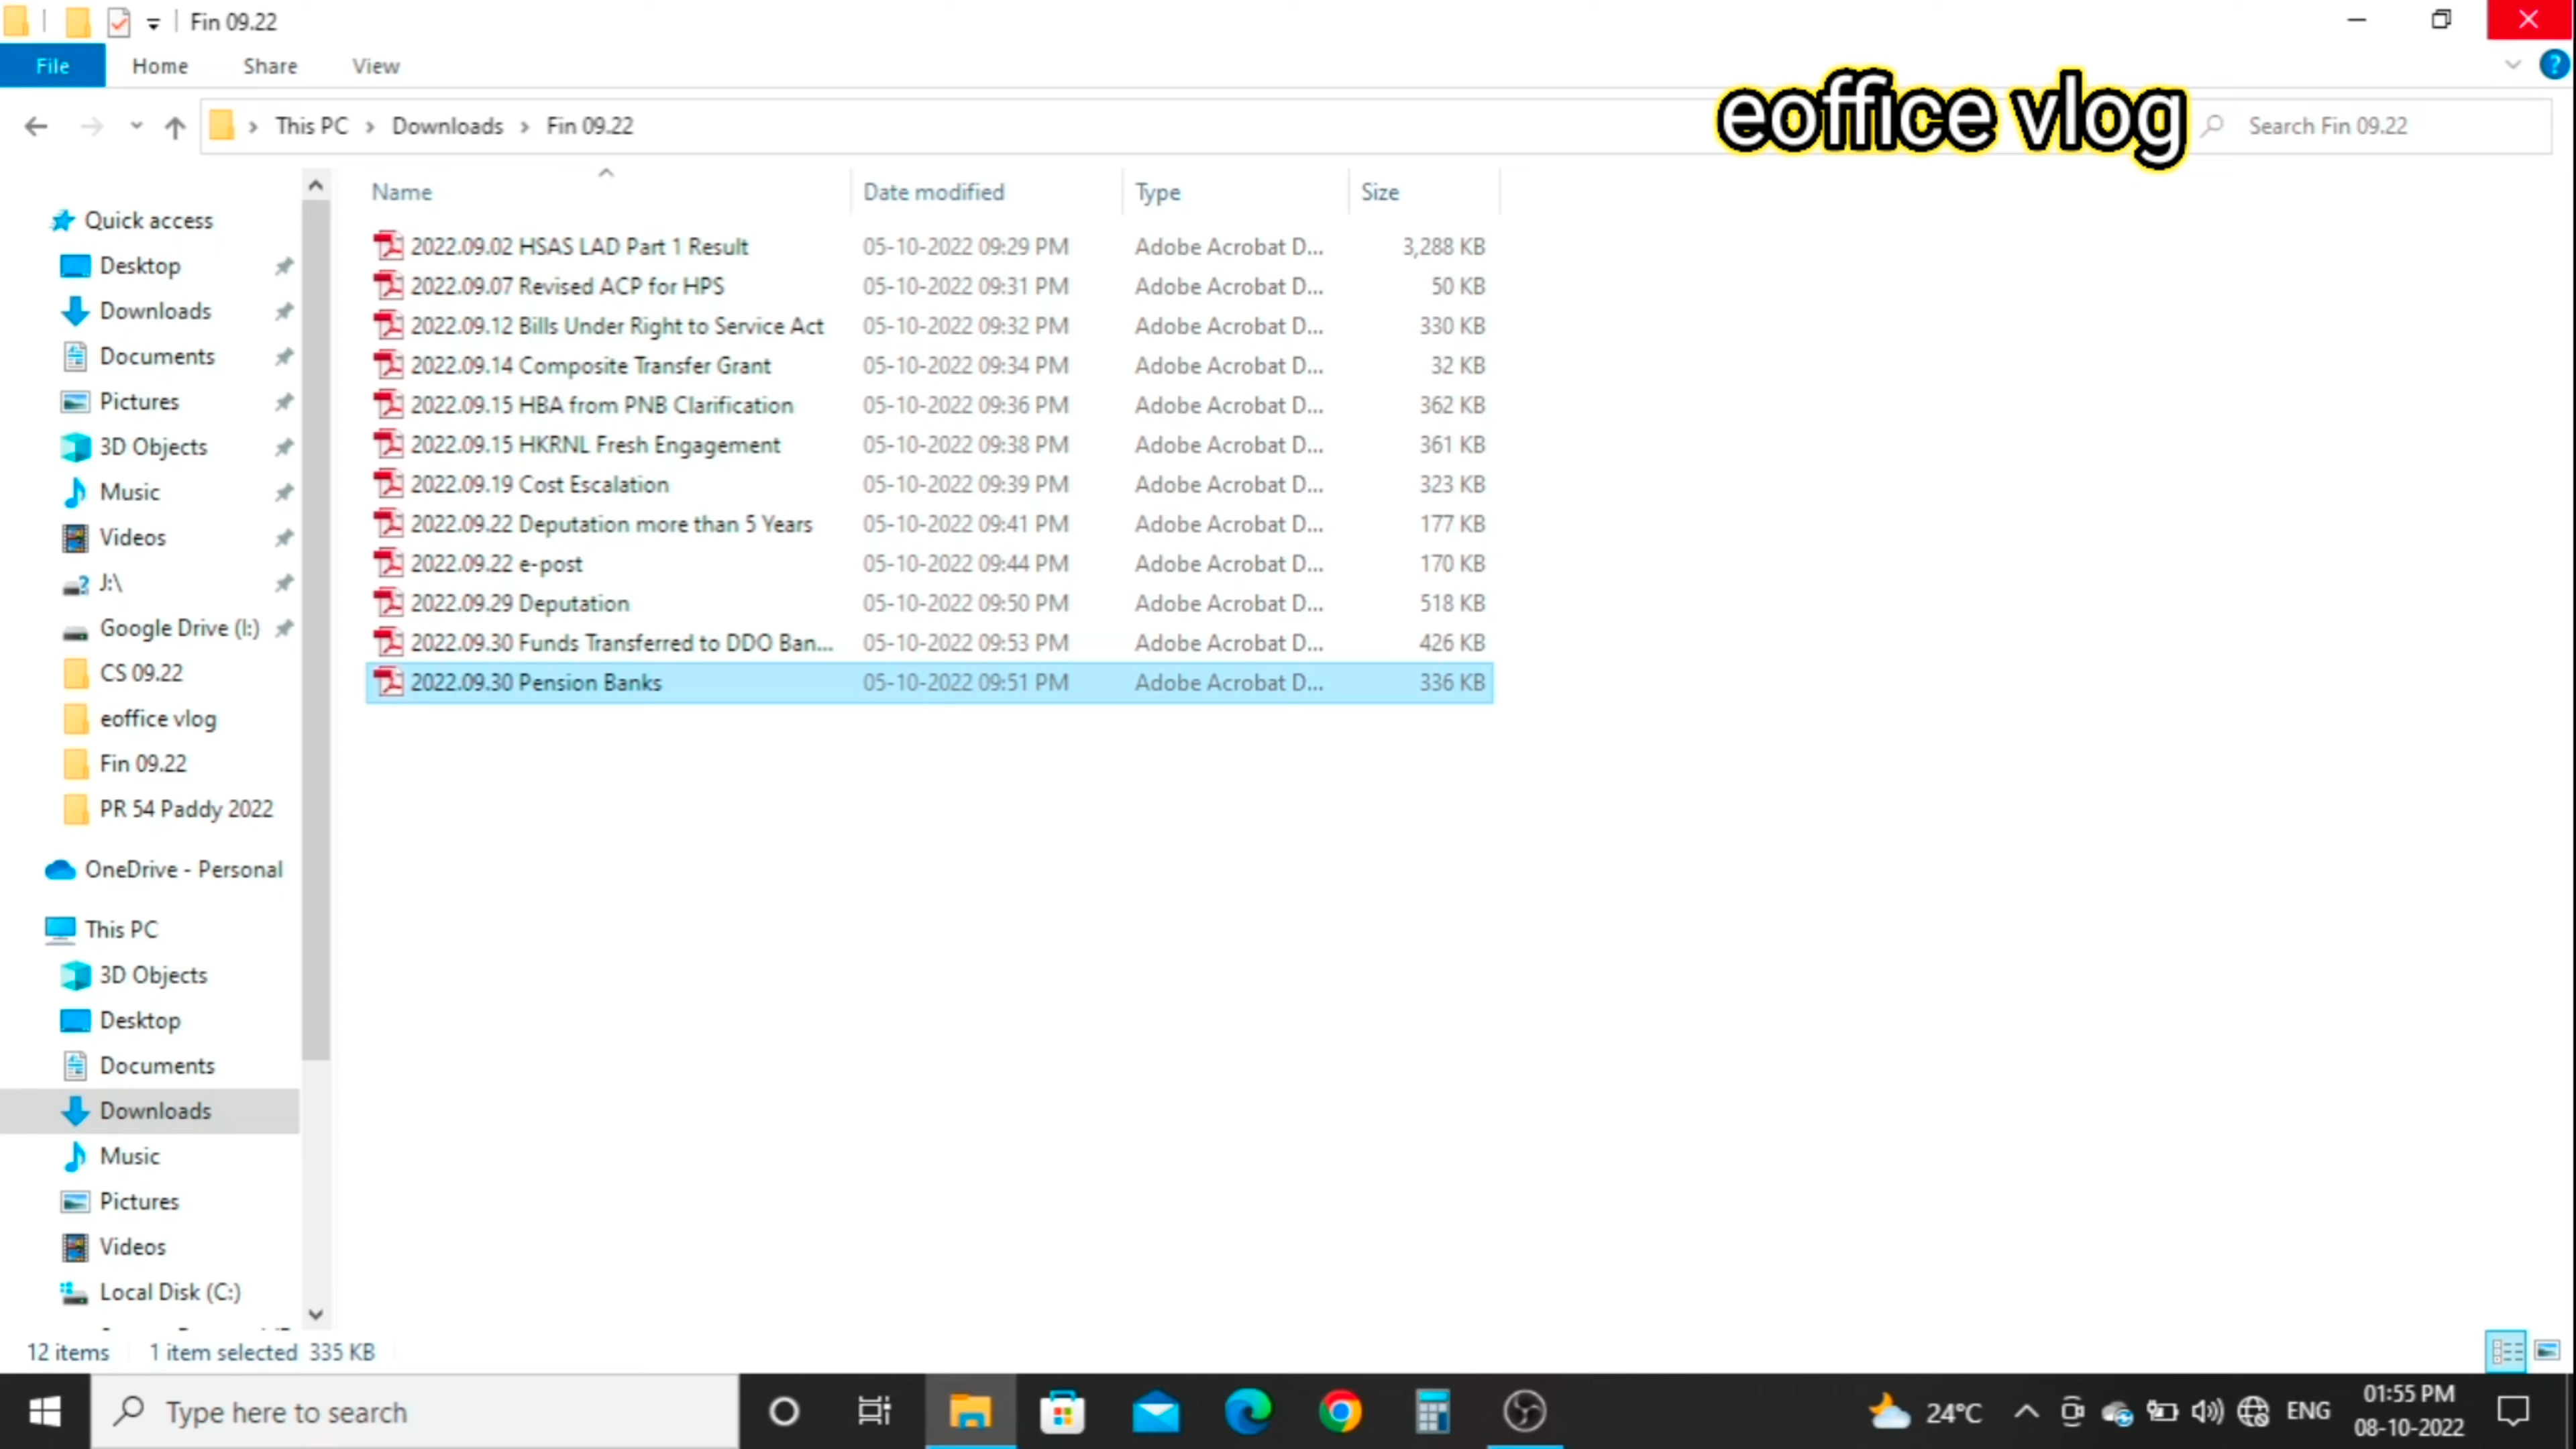 Fin 09.22
File Home Share View
eoffice vlog
This PC Downloads Fin 09.22 Search Fin 09.22
Name Date modified Type Size
Quick access
Desktop
Downloads
Documents
Pictures
3D Objects
Music
Videos
J:\
Google Drive (I:)
CS 09.22
eoffice vlog
Fin 09.22
PR 54 Paddy 2022
OneDrive - Personal
This PC
3D Objects
Desktop
Documents
Downloads
Music
Pictures
Videos
Local Disk (C:)
2022.09.02 HSAS LAD Part 1 Result 05-10-2022 09:29 PM Adobe Acrobat D... 3,288 KB
2022.09.07 Revised ACP for HPS 05-10-2022 09:31 PM Adobe Acrobat D... 50 KB
2022.09.12 Bills Under Right to Service Act 05-10-2022 09:32 PM Adobe Acrobat D... 330 KB
2022.09.14 Composite Transfer Grant 05-10-2022 09:34 PM Adobe Acrobat D... 32 KB
2022.09.15 HBA from PNB Clarification 05-10-2022 09:36 PM Adobe Acrobat D... 362 KB
2022.09.15 HKRNL Fresh Engagement 05-10-2022 09:38 PM Adobe Acrobat D... 361 KB
2022.09.19 Cost Escalation 05-10-2022 09:39 PM Adobe Acrobat D... 323 KB
2022.09.22 Deputation more than 5 Years 05-10-2022 09:41 PM Adobe Acrobat D... 177 KB
2022.09.22 e-post 05-10-2022 09:44 PM Adobe Acrobat D... 170 KB
2022.09.29 Deputation 05-10-2022 09:50 PM Adobe Acrobat D... 518 KB
2022.09.30 Funds Transferred to DDO Ban... 05-10-2022 09:53 PM Adobe Acrobat D... 426 KB
2022.09.30 Pension Banks 05-10-2022 09:51 PM Adobe Acrobat D... 336 KB
12 items 1 item selected 335 KB
Type here to search 24°C ENG 01:55 PM
08-10-2022